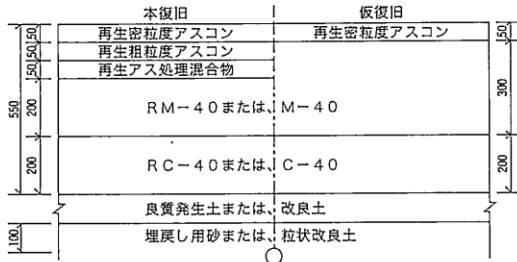 本復旧 仮復旧
再生密粒度アスコン 再生密粒度アスコン
再生粗粒度アスコン
再生アス処理混合物
RM-40または、M-40
RC-40または、C-40
良質発生土または、改良土
埋戻し用砂または、粒状改良土
550
50
50
50
200
200
100
50
300
200